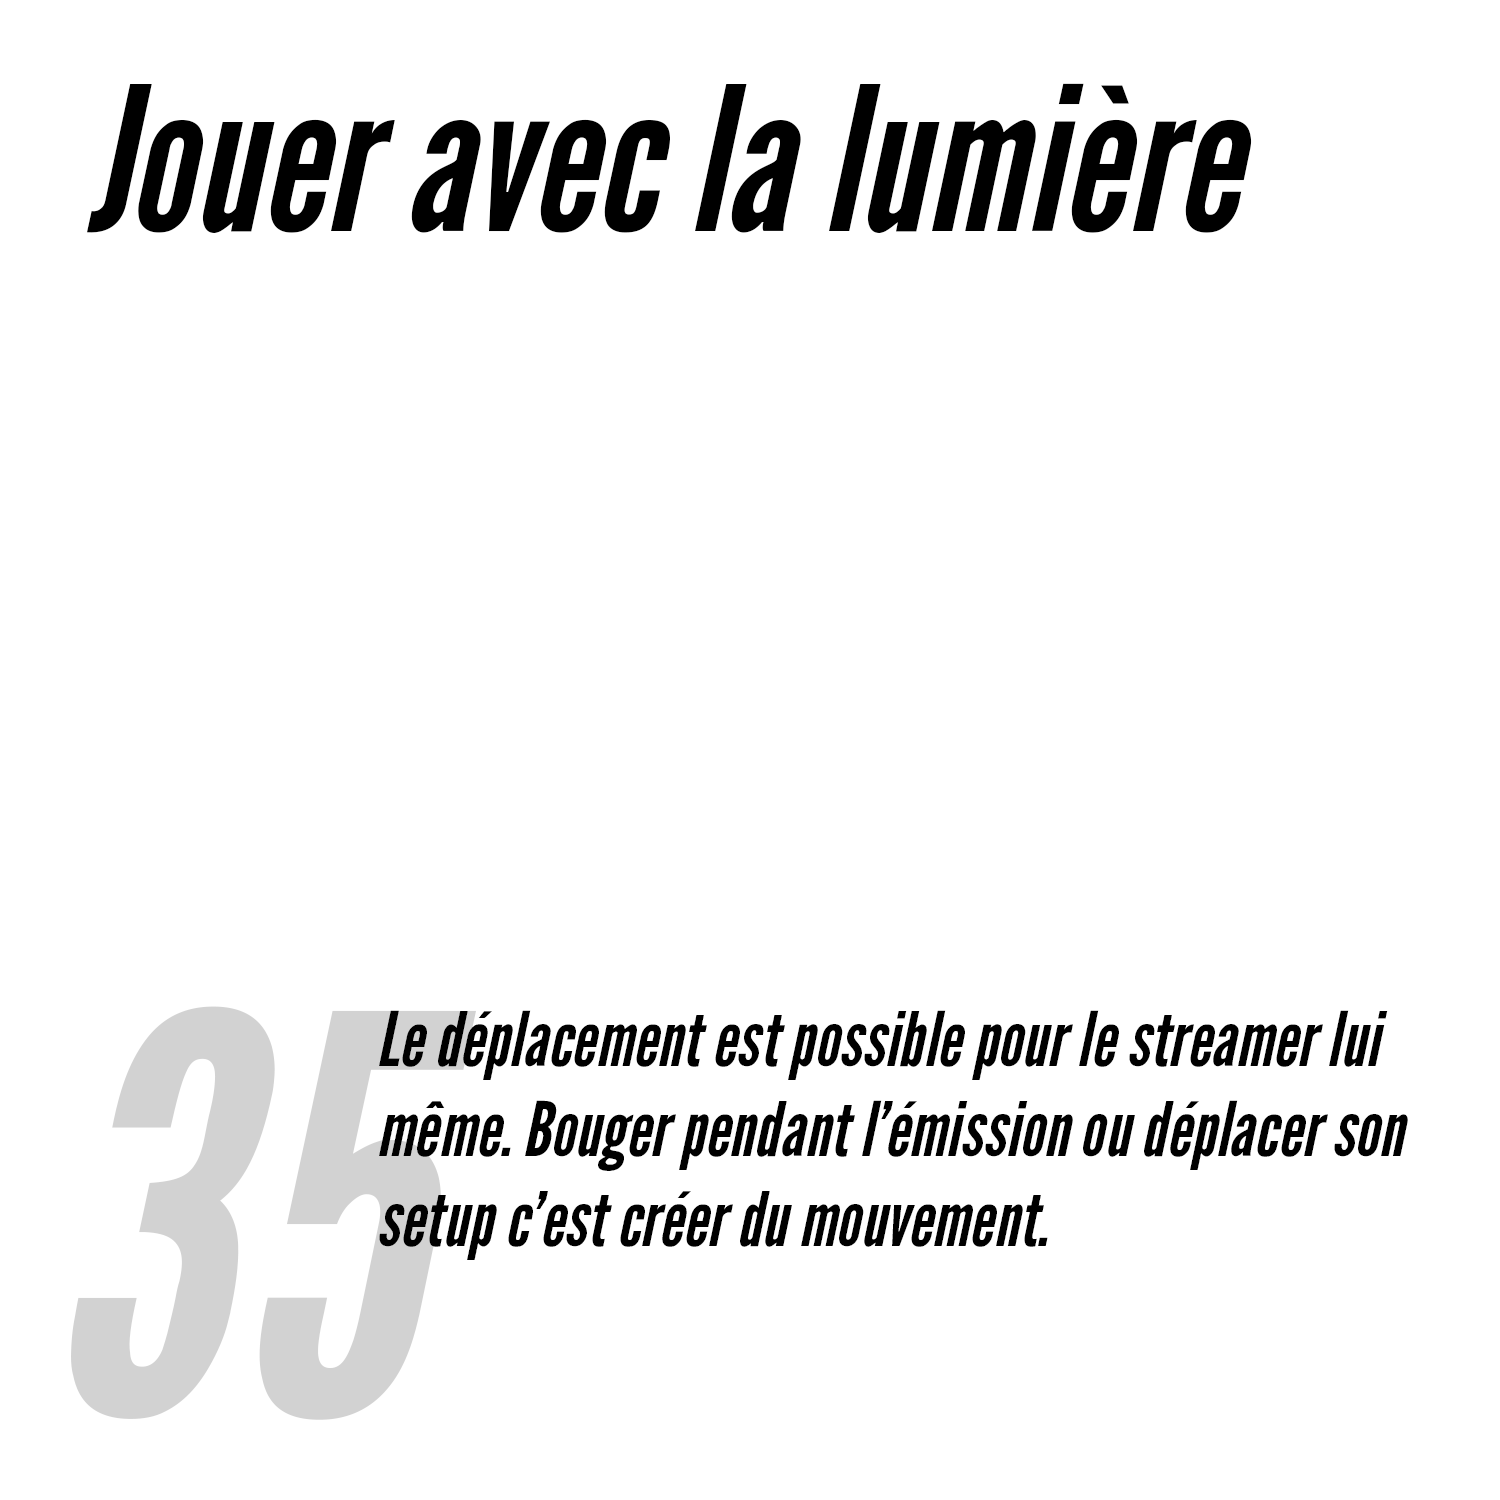 Jouer avec la lumière
35
Le déplacement est possible pour le streamer lui
même. Bouger pendant l’émission ou déplacer son
setup c’est créer du mouvement.